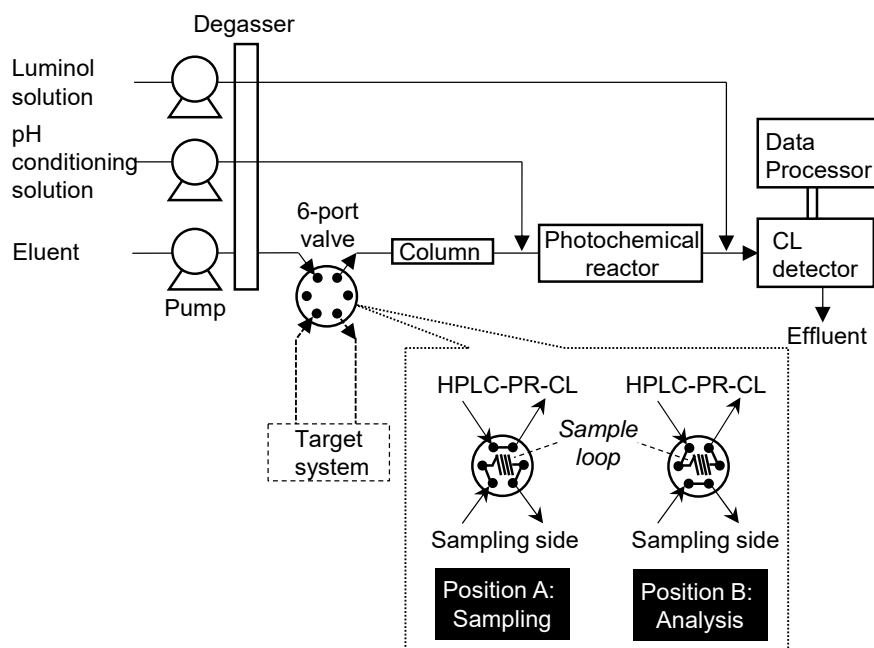 Degasser
Luminol
solution
pH
conditioning
solution
Eluent
Pump
6-port
valve
Column
Photochemical
reactor
Data
Processor
CL
detector
Effluent
Target
system
HPLC-PR-CL
HPLC-PR-CL
Sample
loop
Sampling side
Sampling side
Position A:
Sampling
Position B:
Analysis